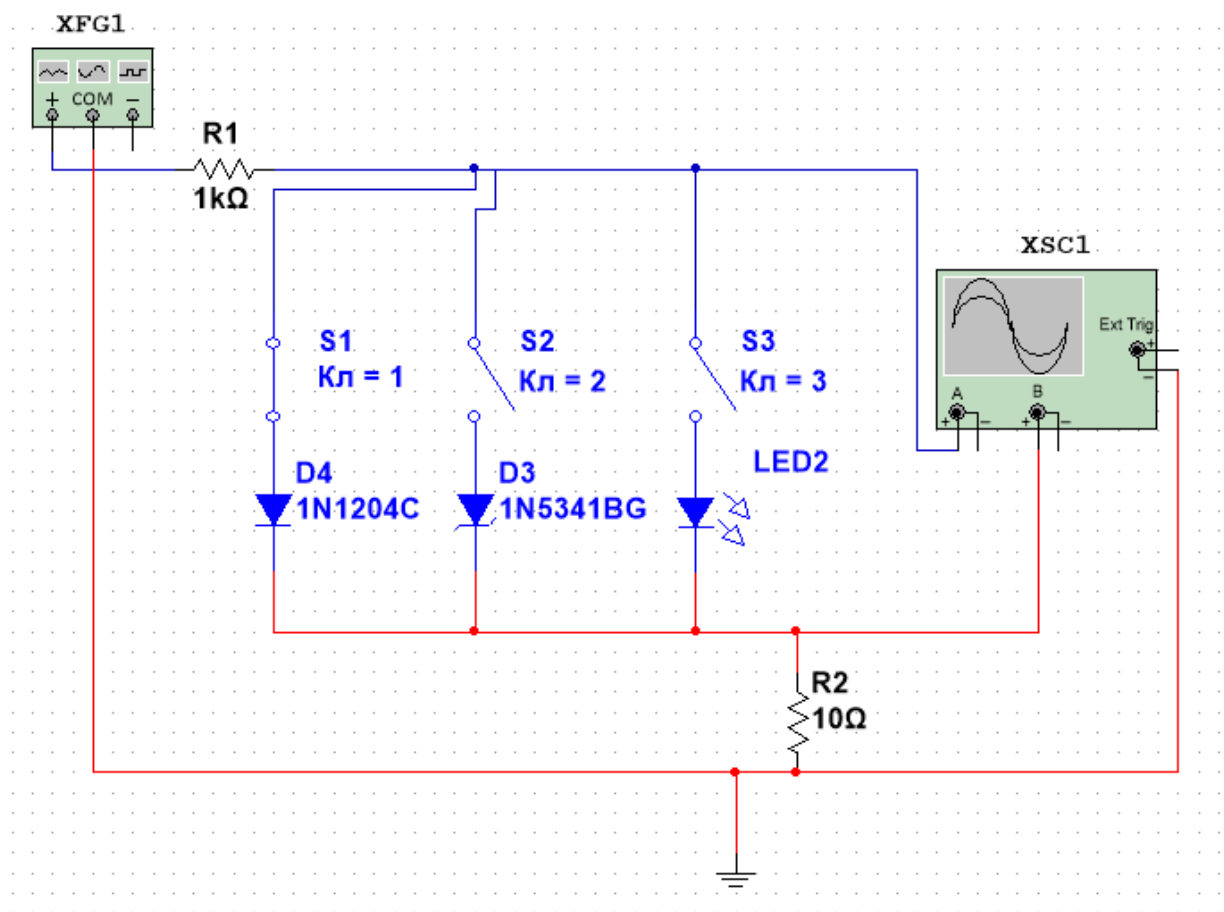 XFG1
+ COM −
R1
1kΩ
XSC1
Ext Trig
+
−
A B
+ − + −
S1
Кл = 1
S2
Кл = 2
S3
Кл = 3
LED2
D4
1N1204C
D3
1N5341BG
R2
10Ω